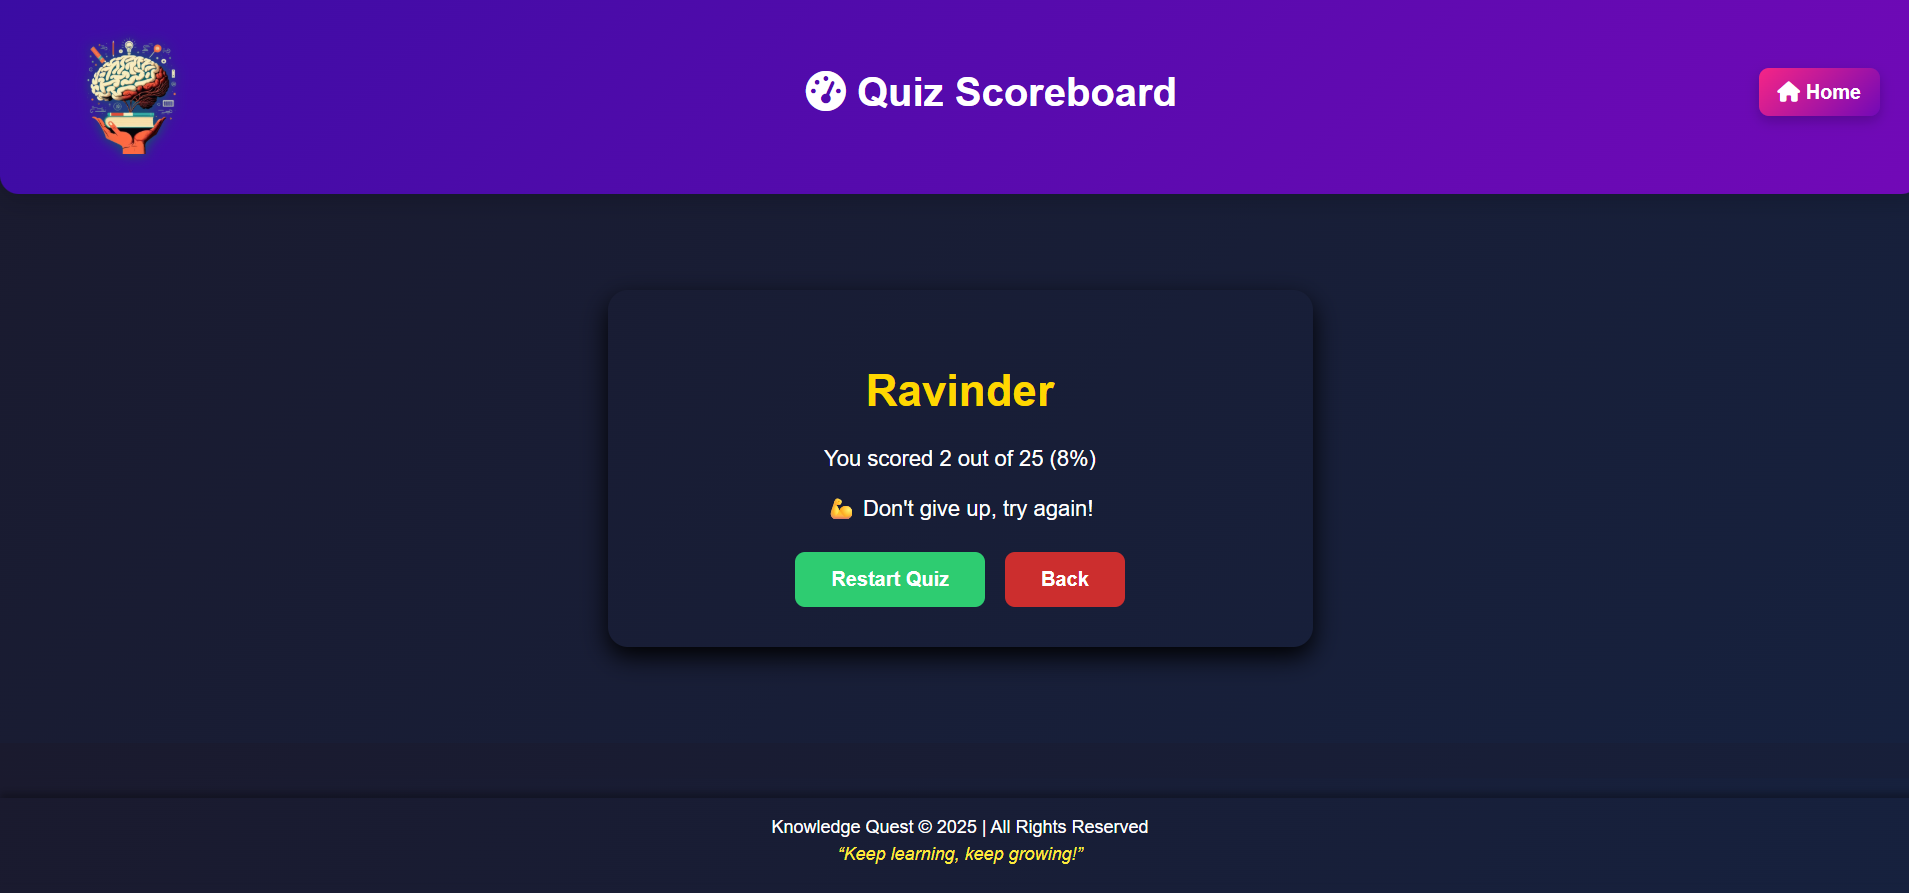 Quiz Scoreboard
Home
Ravinder
You scored 2 out of 25 (8%)
💪 Don't give up, try again!
Restart Quiz
Back
Knowledge Quest © 2025 | All Rights Reserved
“Keep learning, keep growing!”